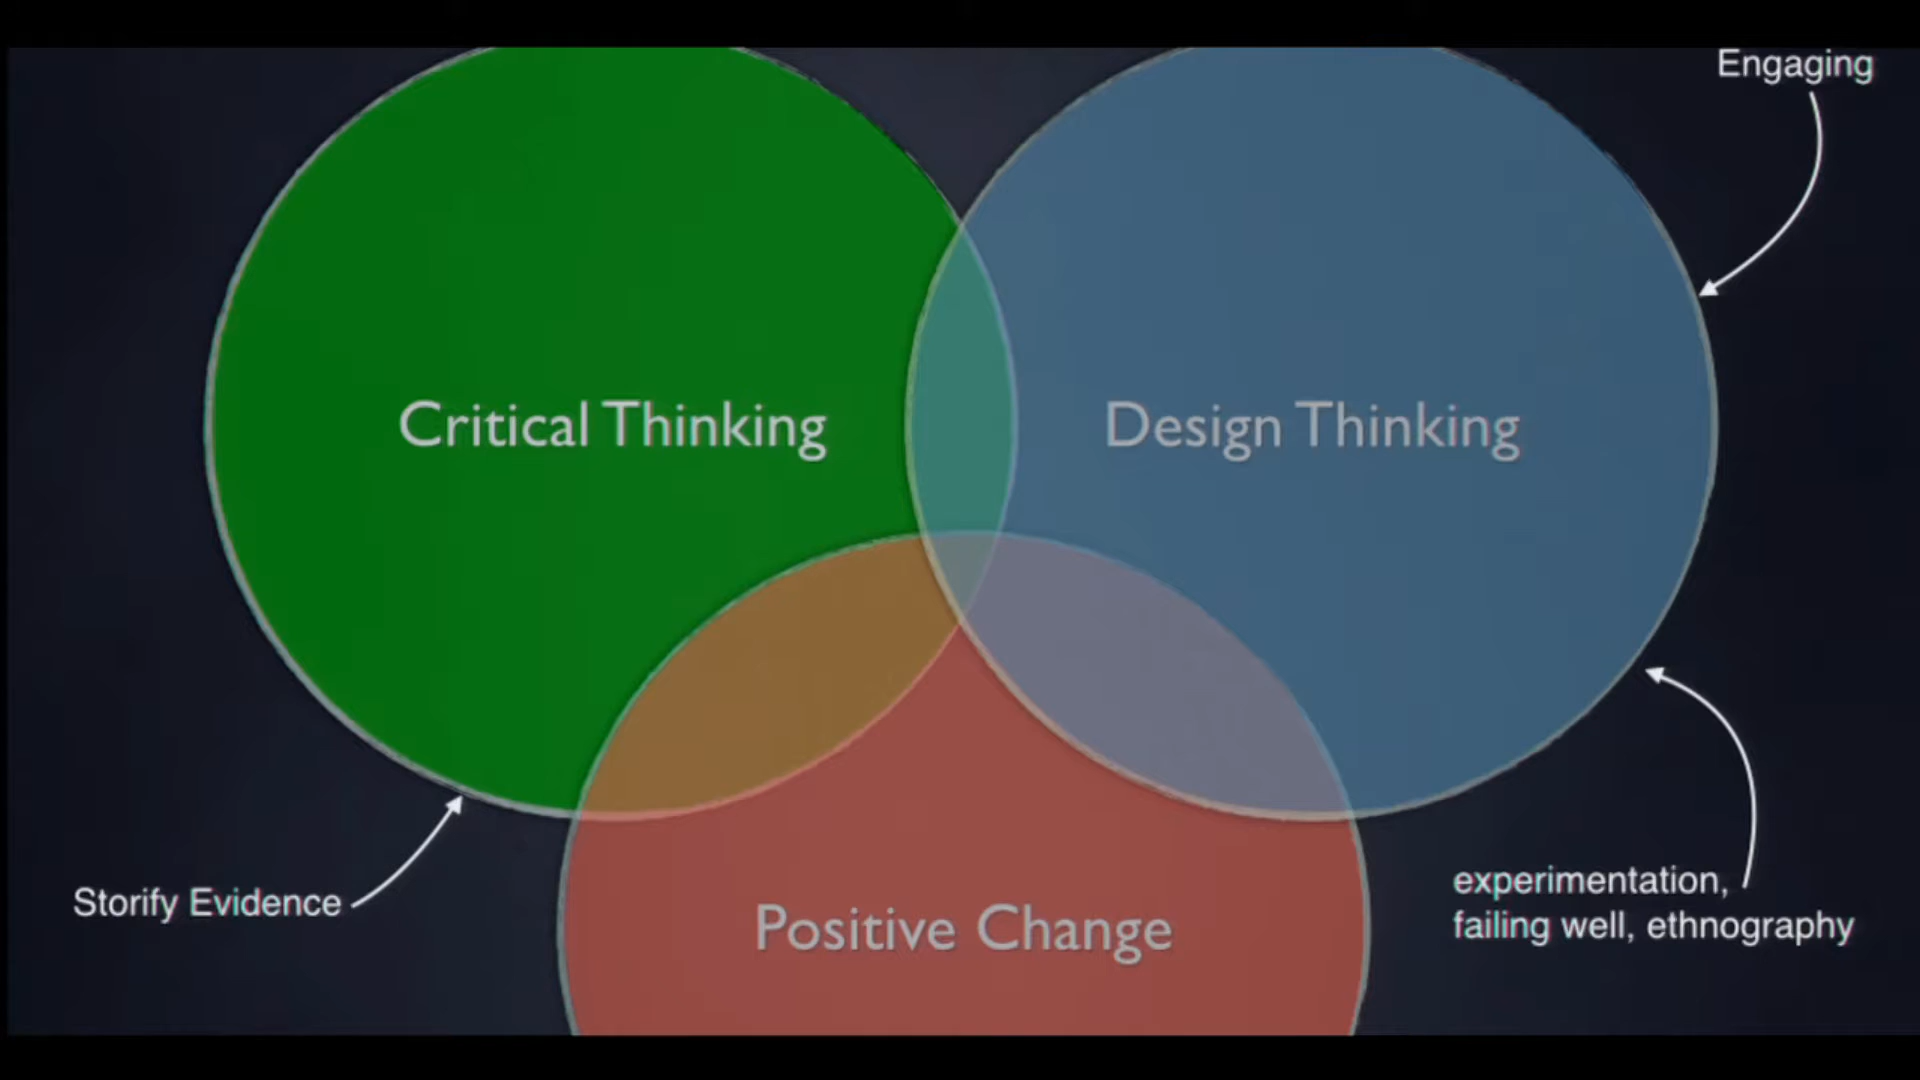 Engaging
Critical Thinking
Design Thinking
Storify Evidence
experimentation,
failing well, ethnography
Positive Change